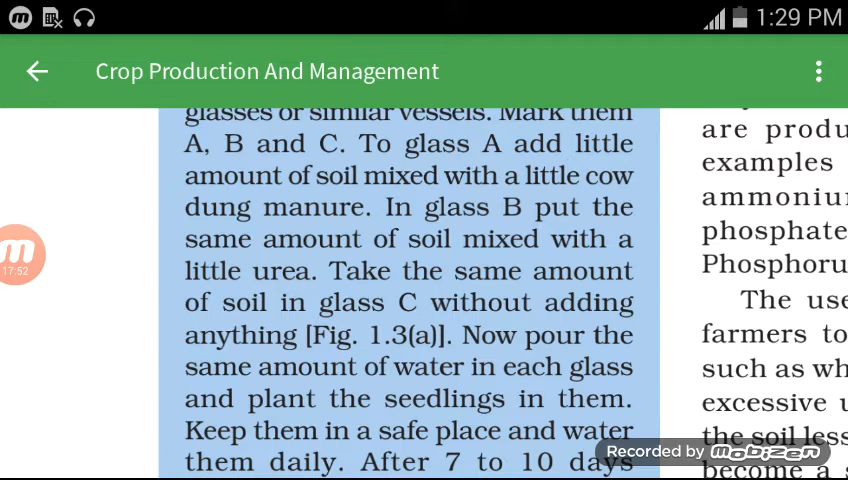 1:29 PM
Crop Production And Management
glasses or similar vessels. Mark them
A, B and C. To glass A add little
amount of soil mixed with a little cow
dung manure. In glass B put the
same amount of soil mixed with a
little urea. Take the same amount
of soil in glass C without adding
anything [Fig. 1.3(a)]. Now pour the
same amount of water in each glass
and plant the seedlings in them.
Keep them in a safe place and water
them daily. After 7 to 10 days
are produ
examples
ammoniun
phosphate
Phosphoru
The use
farmers to
such as wh
excessive u
the soil less
become a s
17:52
Recorded by mobizen